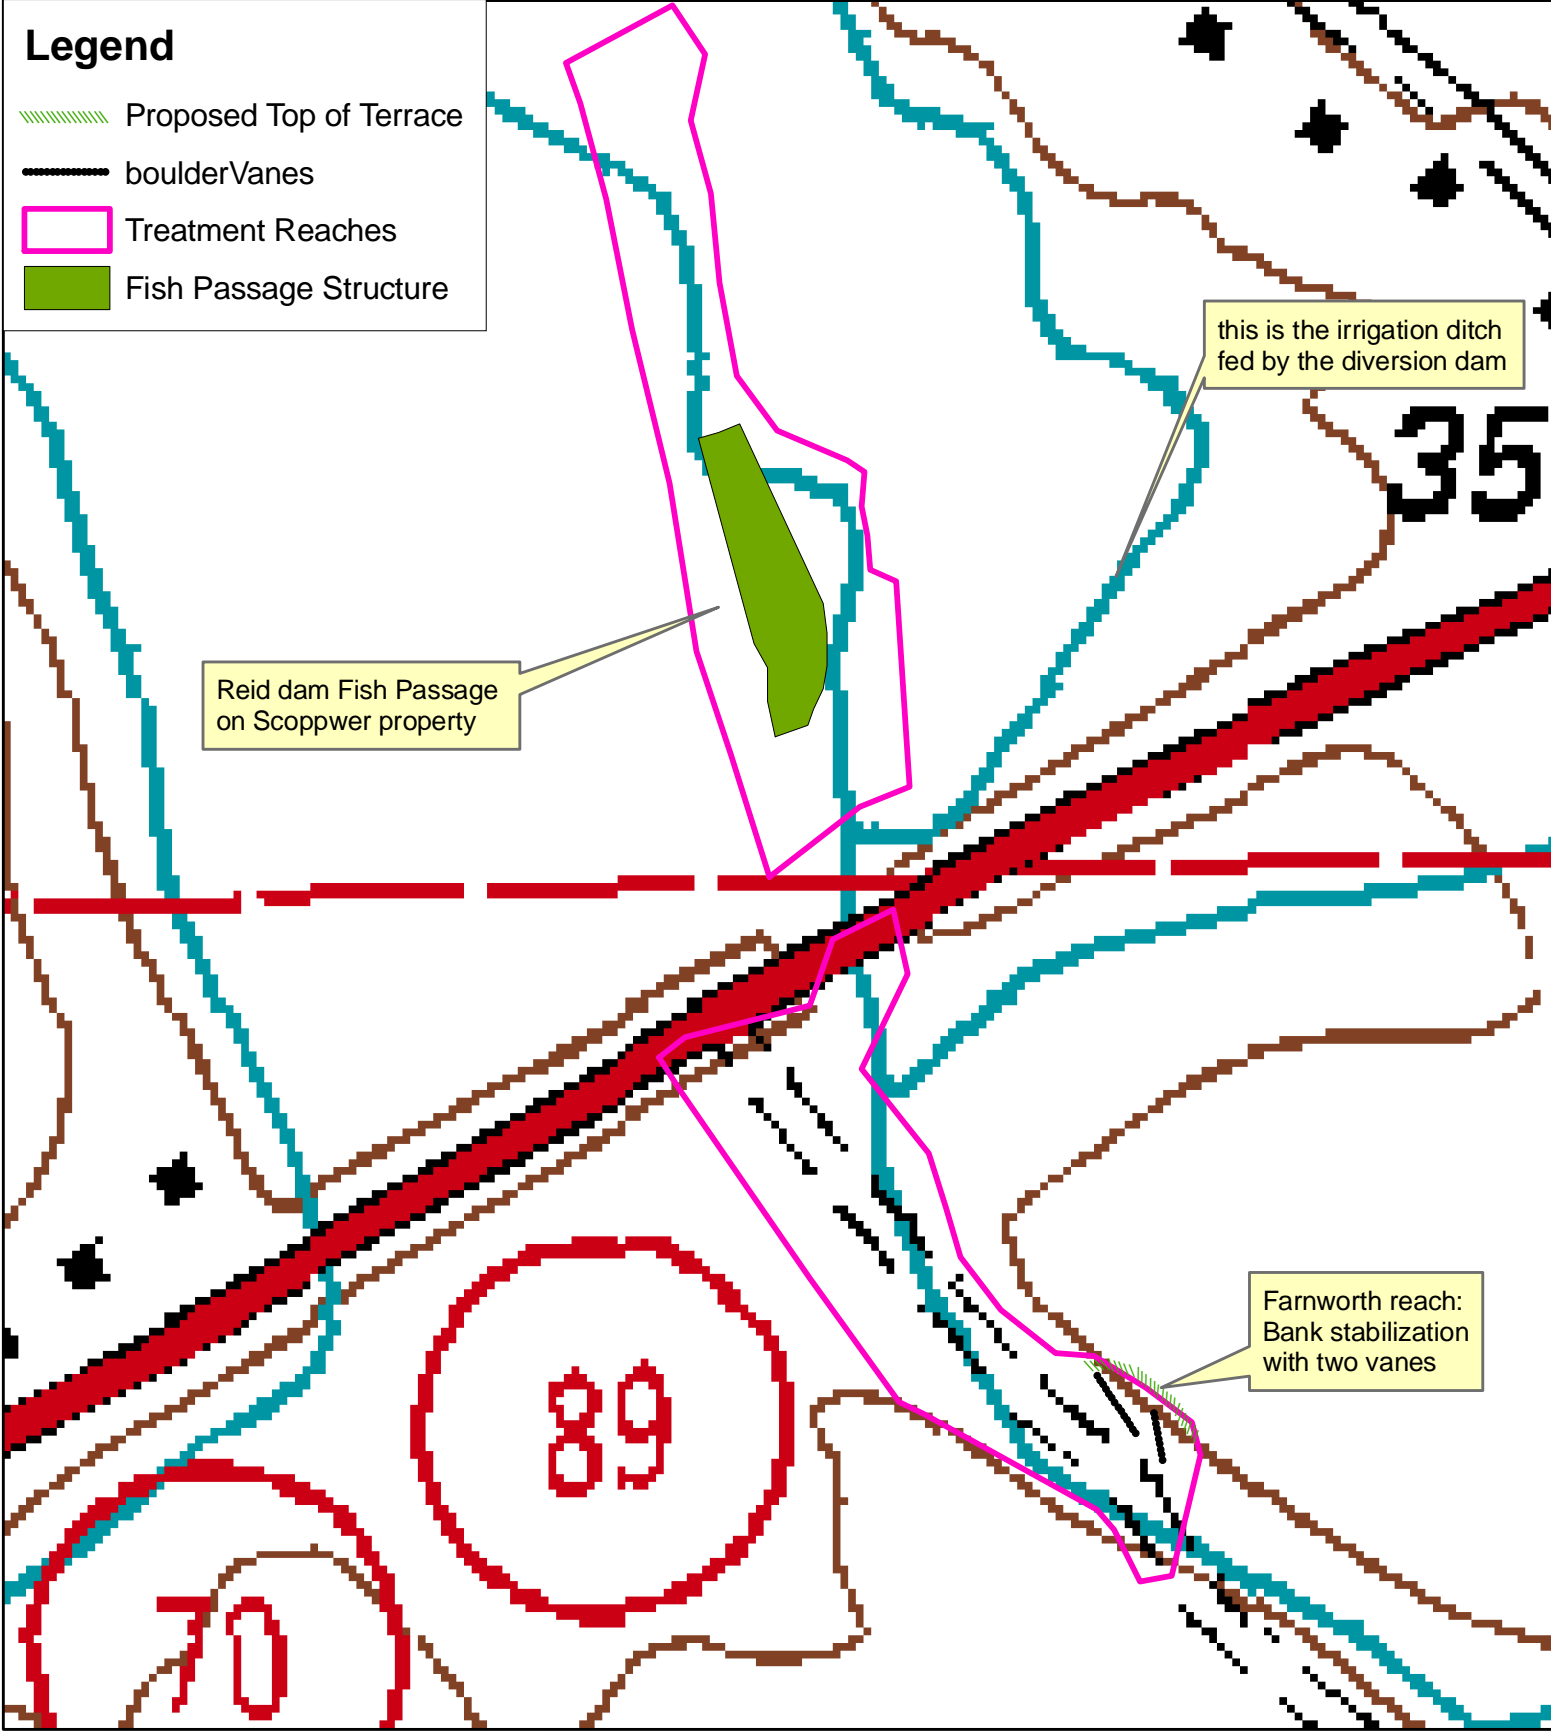 Legend
Proposed Top of Terrace
boulderVanes
Treatment Reaches
Fish Passage Structure
this is the irrigation ditch
fed by the diversion dam
35
Reid dam Fish Passage
on Scoppwer property
Farnworth reach:
Bank stabilization
with two vanes
89
70